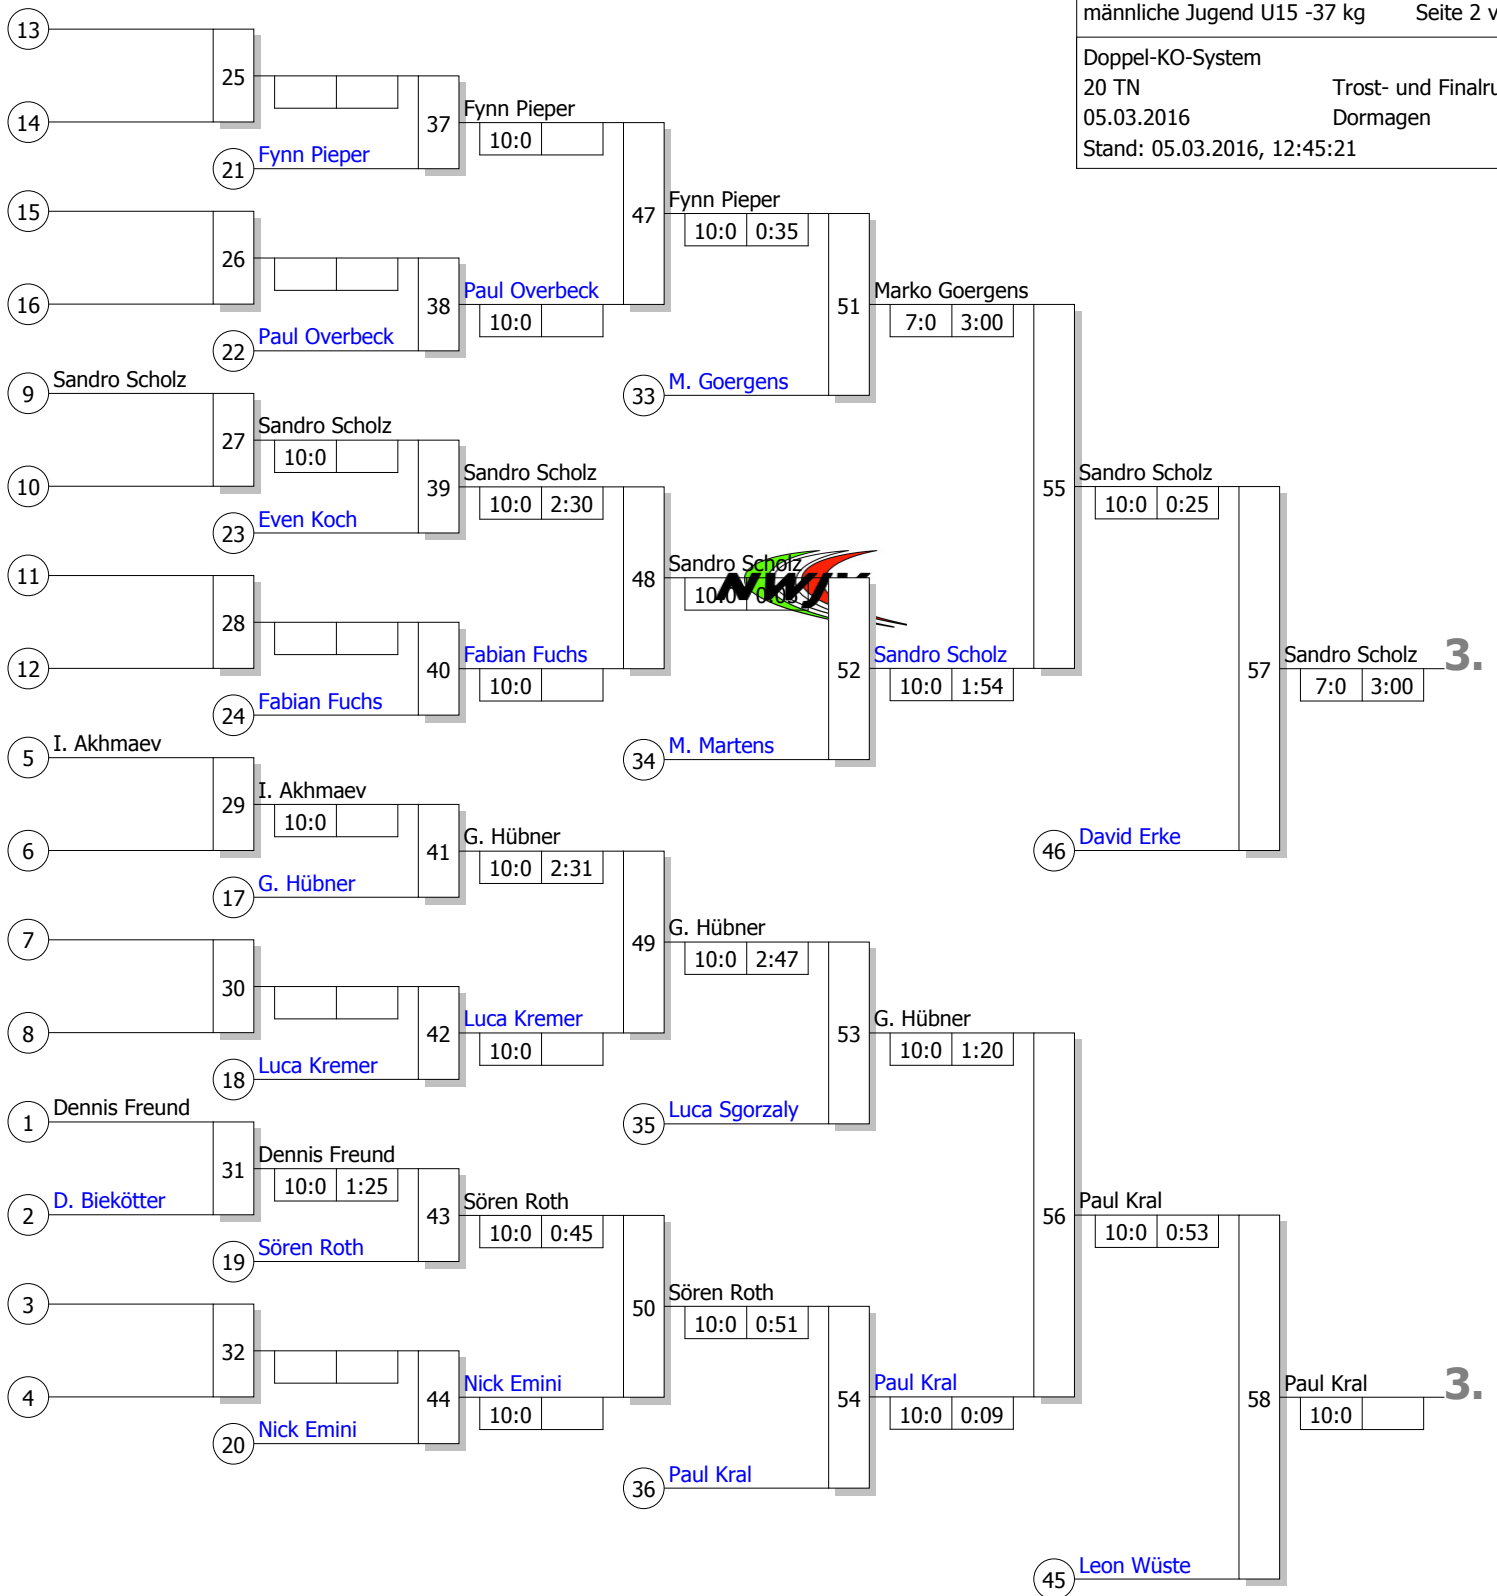 männliche Jugend U15 -37 kg Seite 2 v
Doppel-KO-System
20 TN Trost- und Finalru
05.03.2016 Dormagen
Stand: 05.03.2016, 12:45:21
13
25
14
37
Fynn Pieper
10:0
21
Fynn Pieper
15
47
Fynn Pieper
10:0 0:35
26
16
38
Paul Overbeck
10:0
22
Paul Overbeck
51
Marko Goergens
7:0 3:00
9
Sandro Scholz
33
M. Goergens
27
Sandro Scholz
10:0
10
39
Sandro Scholz
10:0 2:30
55
Sandro Scholz
10:0 0:25
23
Even Koch
11
48
Sandro Scholz
10:0
NWJV
28
12
40
Fabian Fuchs
10:0
52
Sandro Scholz
10:0 1:54
57
Sandro Scholz
7:0 3:00
3.
24
Fabian Fuchs
5
I. Akhmaev
34
M. Martens
29
I. Akhmaev
10:0
6
41
G. Hübner
10:0 2:31
46
David Erke
17
G. Hübner
7
49
G. Hübner
10:0 2:47
30
8
42
Luca Kremer
10:0
53
G. Hübner
10:0 1:20
18
Luca Kremer
1
Dennis Freund
35
Luca Sgorzaly
31
Dennis Freund
10:0 1:25
2
D. Biekötter
43
Sören Roth
10:0 0:45
56
Paul Kral
10:0 0:53
19
Sören Roth
3
50
Sören Roth
10:0 0:51
32
4
44
Nick Emini
10:0
54
Paul Kral
10:0 0:09
58
Paul Kral
10:0
3.
20
Nick Emini
36
Paul Kral
45
Leon Wüste